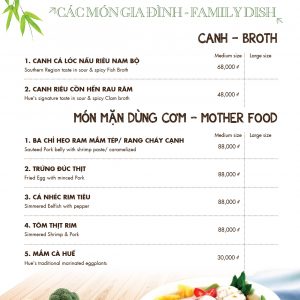 CÁC MÓN GIA ĐÌNH - FAMILY DISH
CANH - BROTH
Medium size Large size
1. CANH CÁ LÓC NẤU RIÊU NAM BỘ
Southern Region taste in sour & spicy Fish Broth
68,000 ₫
2. CANH RIÊU CỒN HẾN RAU RĂM
Hue's signature taste in sour & spicy Clam broth
48,000 ₫
MÓN MẶN DÙNG CƠM - MOTHER FOOD
Medium size Large size
1. BA CHỈ HEO RAM MẮM TÉP/ RANG CHÁY CẠNH
Sauteed Pork belly with shrimp paste/ caramelized
88,000 ₫
2. TRỨNG ĐÚC THỊT
Fried Egg with minced Pork
88,000 ₫
3. CÁ NHÉC RIM TIÊU
Simmered Eelfish with pepper
88,000 ₫
4. TÔM THỊT RIM
Simmered Shrimp & Pork
88,000 ₫
5. MẮM CÀ HUẾ
Hue's traditional marinated eggplants
30,000 ₫